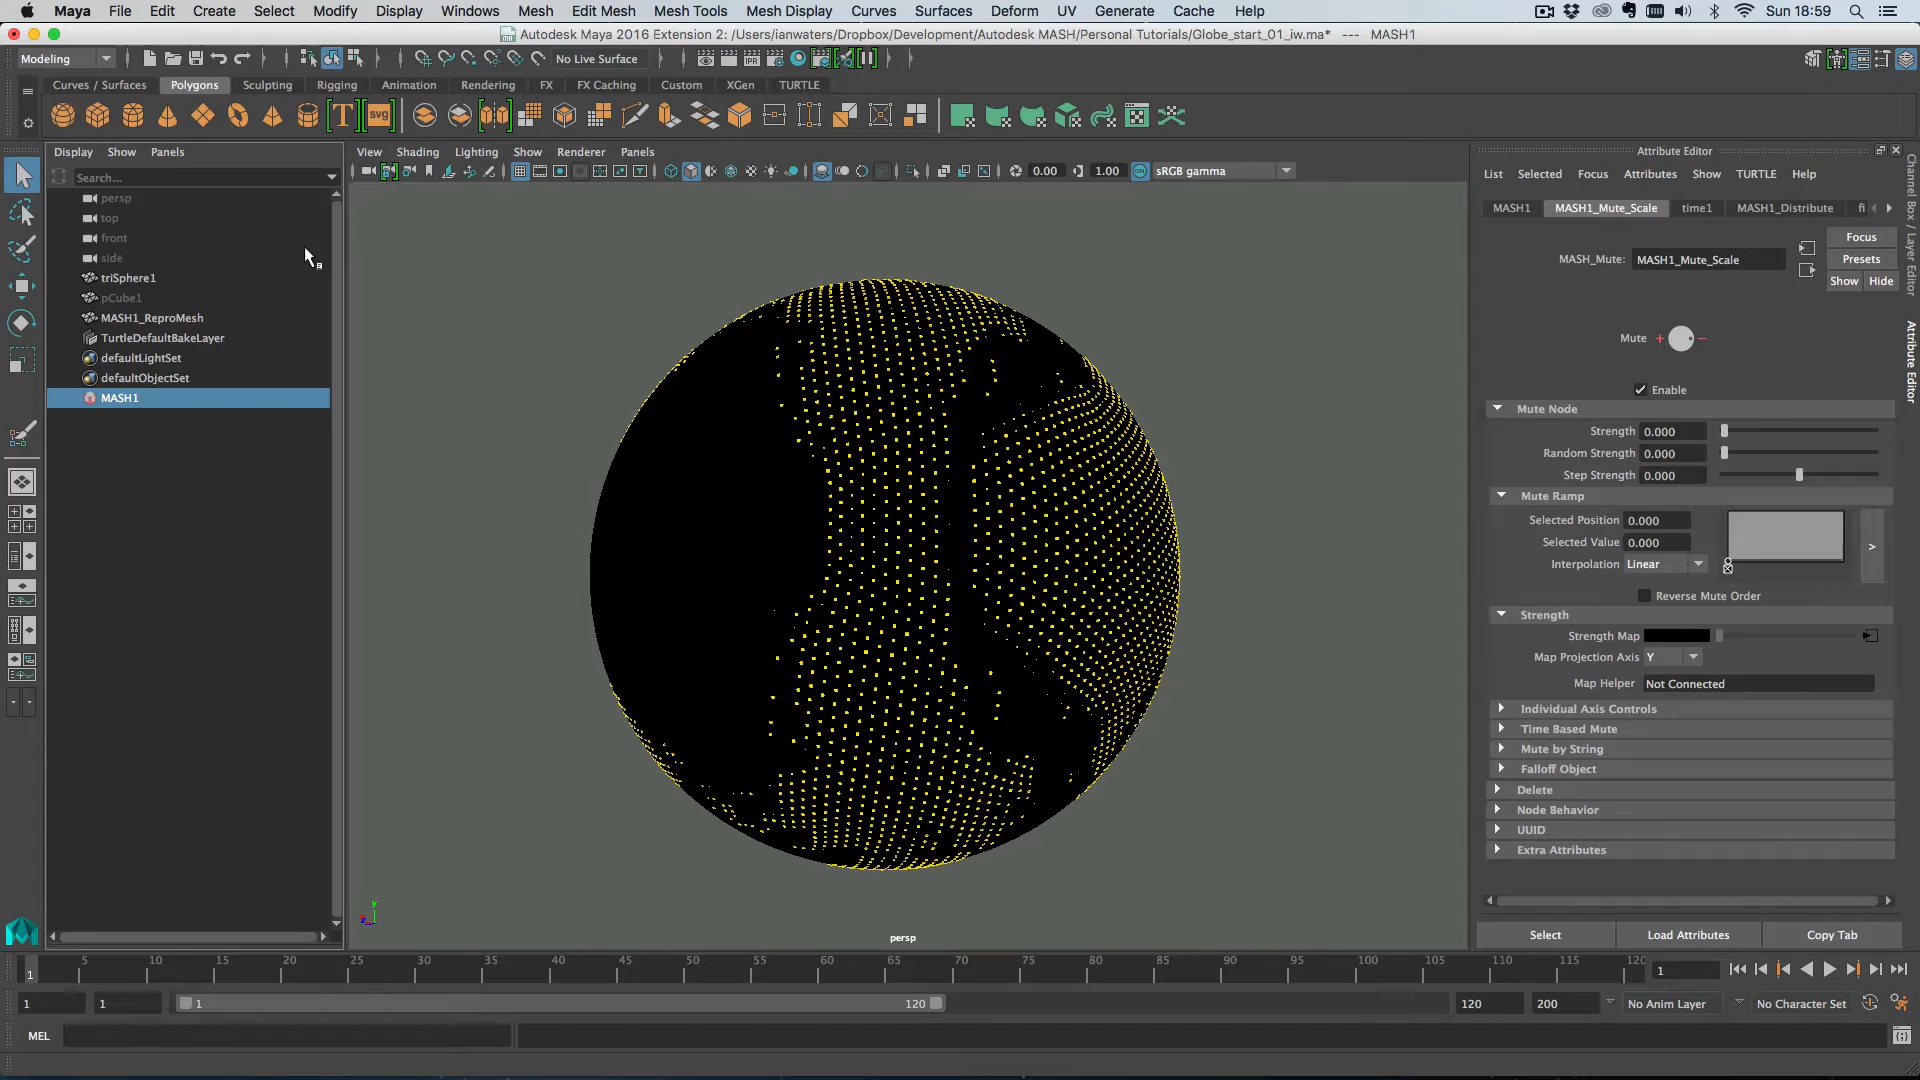 Maya File Edit Create Select Modify Display Windows Mesh Edit Mesh Mesh Tools Mesh Display Curves Surfaces Deform UV Generate Cache Help Sun 18:59
Autodesk Maya 2016 Extension 2: /Users/ianwaters/Dropbox/Development/Autodesk MASH/Personal Tutorials/Globe_start_01_iw.ma* --- MASH1
Modeling No Live Surface IPR
Curves / Surfaces Polygons Sculpting Rigging Animation Rendering FX FX Caching Custom XGen TURTLE
T svg
Display Show Panels View Shading Lighting Show Renderer Panels Attribute Editor
Search... 0.00 1.00 sRGB gamma
List Selected Focus Attributes Show TURTLE Help
persp
top
front
side
triSphere1
pCube1
MASH1_ReproMesh
TurtleDefaultBakeLayer
defaultLightSet
defaultObjectSet
MASH1
persp
y
MASH1 MASH1_Mute_Scale time1 MASH1_Distribute fi
Focus
MASH_Mute: MASH1_Mute_Scale Presets
Show Hide
Mute + −
Enable
Mute Node
Strength 0.000
Random Strength 0.000
Step Strength 0.000
Mute Ramp
Selected Position 0.000
Selected Value 0.000
Interpolation Linear
>
Reverse Mute Order
Strength
Strength Map
Map Projection Axis Y
Map Helper Not Connected
Individual Axis Controls
Time Based Mute
Mute by String
Falloff Object
Delete
Node Behavior
UUID
Extra Attributes
Select Load Attributes Copy Tab
Channel Box / Layer Editor
Attribute Editor
1 5 10 15 20 25 30 35 40 45 50 55 60 65 70 75 80 85 90 95 100 105 110 115 120 1
1 1 1 120 120 200 No Anim Layer No Character Set
MEL